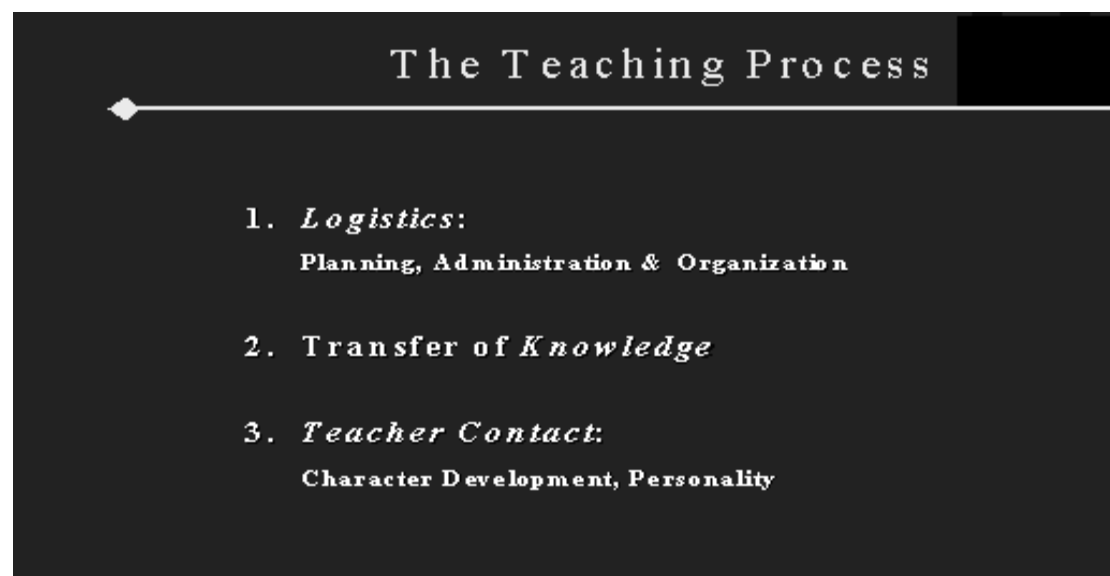 The Teaching Process
1. Logistics:
Planning, Administration & Organization
2. Transfer of Knowledge
3. Teacher Contact:
Character Development, Personality